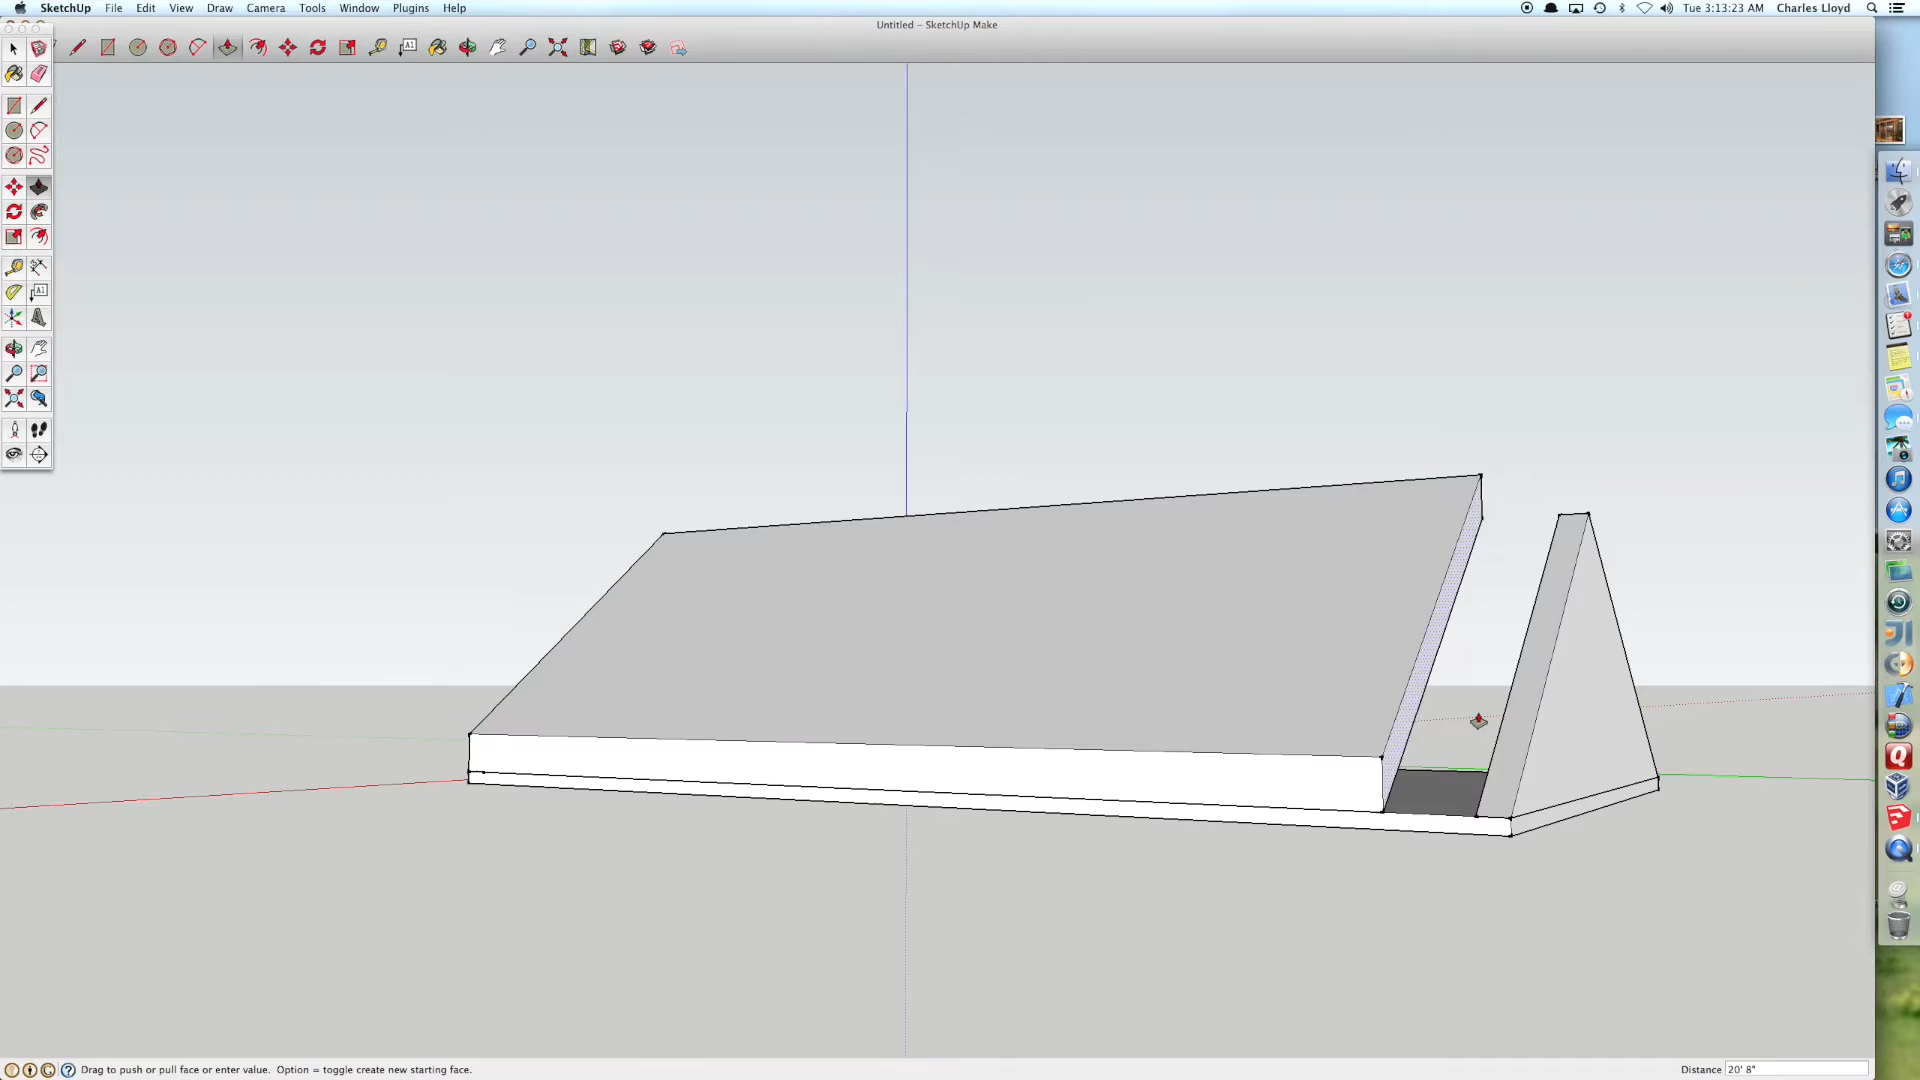 SketchUp File Edit View Draw Camera Tools Window Plugins Help Tue 3:13:23 AM Charles Lloyd
Untitled – SketchUp Make
A1
A1
Drag to push or pull face or enter value. Option = toggle create new starting face. Distance 20' 8"